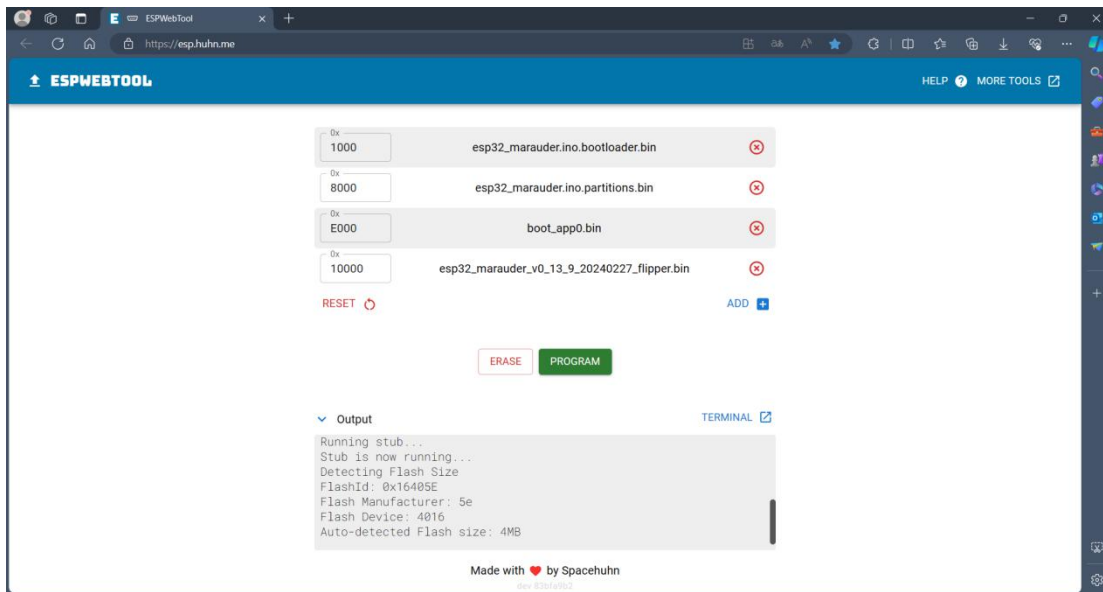 ESPWebTool
https://esp.huhn.me
ESPWEBTOOL
HELP MORE TOOLS
0x
1000 esp32_marauder.ino.bootloader.bin
0x
8000 esp32_marauder.ino.partitions.bin
0x
E000 boot_app0.bin
0x
10000 esp32_marauder_v0_13_9_20240227_flipper.bin
RESET ADD
ERASE PROGRAM
Output TERMINAL
Running stub...
Stub is now running...
Detecting Flash Size
FlashId: 0x16405E
Flash Manufacturer: 5e
Flash Device: 4016
Auto-detected Flash size: 4MB
Made with by Spacehuhn